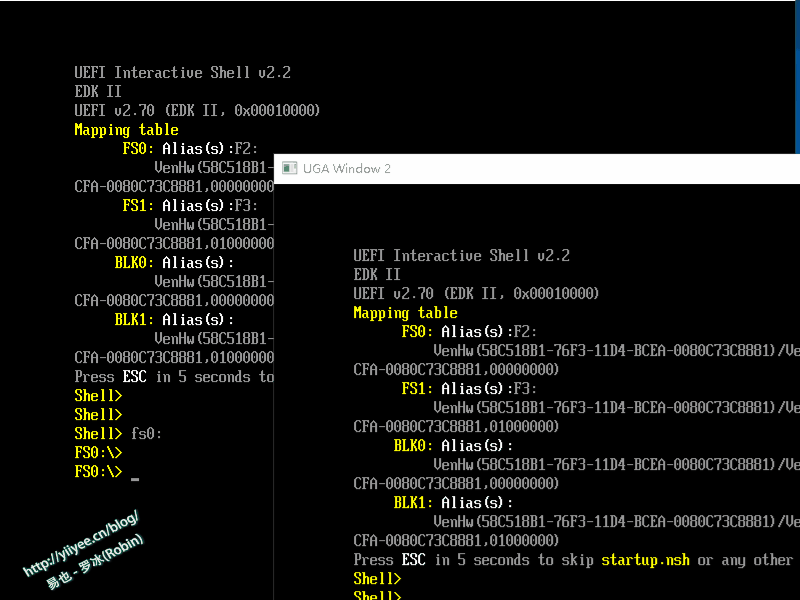 UEFI Interactive Shell v2.2
EDK II
UEFI v2.70 (EDK II, 0x00010000)
Mapping table
FS0: Alias(s):F2:
VenHw(58C518B1-
CFA-0080C73C8881,00000000
FS1: Alias(s):F3:
VenHw(58C518B1-
CFA-0080C73C8881,01000000
BLK0: Alias(s):
VenHw(58C518B1-
CFA-0080C73C8881,00000000
BLK1: Alias(s):
VenHw(58C518B1-
CFA-0080C73C8881,01000000
Press ESC in 5 seconds to
Shell>
Shell>
Shell> fs0:
FS0:\>
FS0:\> _
UGA Window 2
UEFI Interactive Shell v2.2
EDK II
UEFI v2.70 (EDK II, 0x00010000)
Mapping table
FS0: Alias(s):F2:
VenHw(58C518B1-76F3-11D4-BCEA-0080C73C8881)/Ve
CFA-0080C73C8881,00000000)
FS1: Alias(s):F3:
VenHw(58C518B1-76F3-11D4-BCEA-0080C73C8881)/Ve
CFA-0080C73C8881,01000000)
BLK0: Alias(s):
VenHw(58C518B1-76F3-11D4-BCEA-0080C73C8881)/Ve
CFA-0080C73C8881,00000000)
BLK1: Alias(s):
VenHw(58C518B1-76F3-11D4-BCEA-0080C73C8881)/Ve
CFA-0080C73C8881,01000000)
Press ESC in 5 seconds to skip startup.nsh or any other
Shell>
Shell>
http://yiiyee.cn/blog/
易也 - 罗冰(Robin)